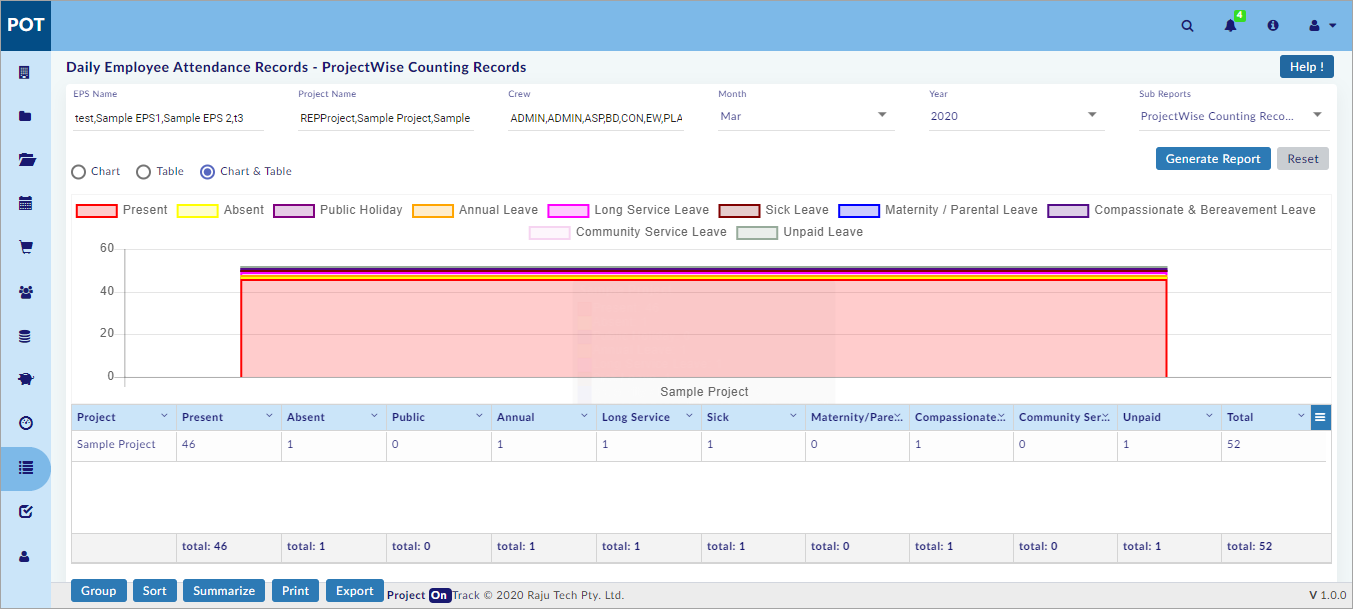 POT
4
Daily Employee Attendance Records - ProjectWise Counting Records
Help !
EPS Name Project Name Crew Month Year Sub Reports
test,Sample EPS1,Sample EPS 2,t3 REPProject,Sample Project,Sample ADMIN,ADMIN,ASP,BD,CON,EW,PLA Mar 2020 ProjectWise Counting Reco...
Generate Report Reset
Chart Table Chart & Table
Present Absent Public Holiday Annual Leave Long Service Leave Sick Leave Maternity / Parental Leave Compassionate & Bereavement Leave
Community Service Leave Unpaid Leave
60
40
20
0
Sample Project
Project Present Absent Public Annual Long Service Sick Maternity/Pare... Compassionate... Community Ser... Unpaid Total
Sample Project 46 1 0 1 1 1 0 1 0 1 52
total: 46 total: 1 total: 0 total: 1 total: 1 total: 1 total: 0 total: 1 total: 0 total: 1 total: 52
Group Sort Summarize Print Export Project On Track © 2020 Raju Tech Pty. Ltd. V 1.0.0